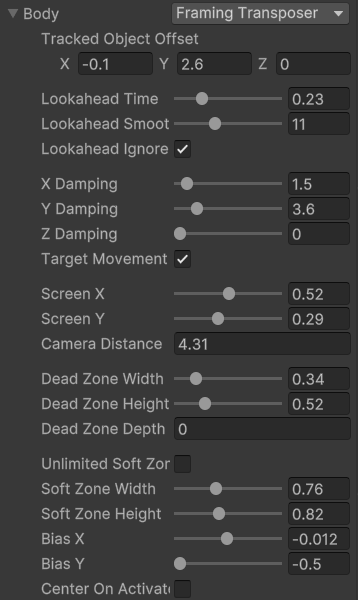 Body Framing Transposer
Tracked Object Offset
X -0.1 Y 2.6 Z 0
Lookahead Time 0.23
Lookahead Smoot 11
Lookahead Ignore
X Damping 1.5
Y Damping 3.6
Z Damping 0
Target Movement
Screen X 0.52
Screen Y 0.29
Camera Distance 4.31
Dead Zone Width 0.34
Dead Zone Height 0.52
Dead Zone Depth 0
Unlimited Soft Zor
Soft Zone Width 0.76
Soft Zone Height 0.82
Bias X -0.012
Bias Y -0.5
Center On Activat